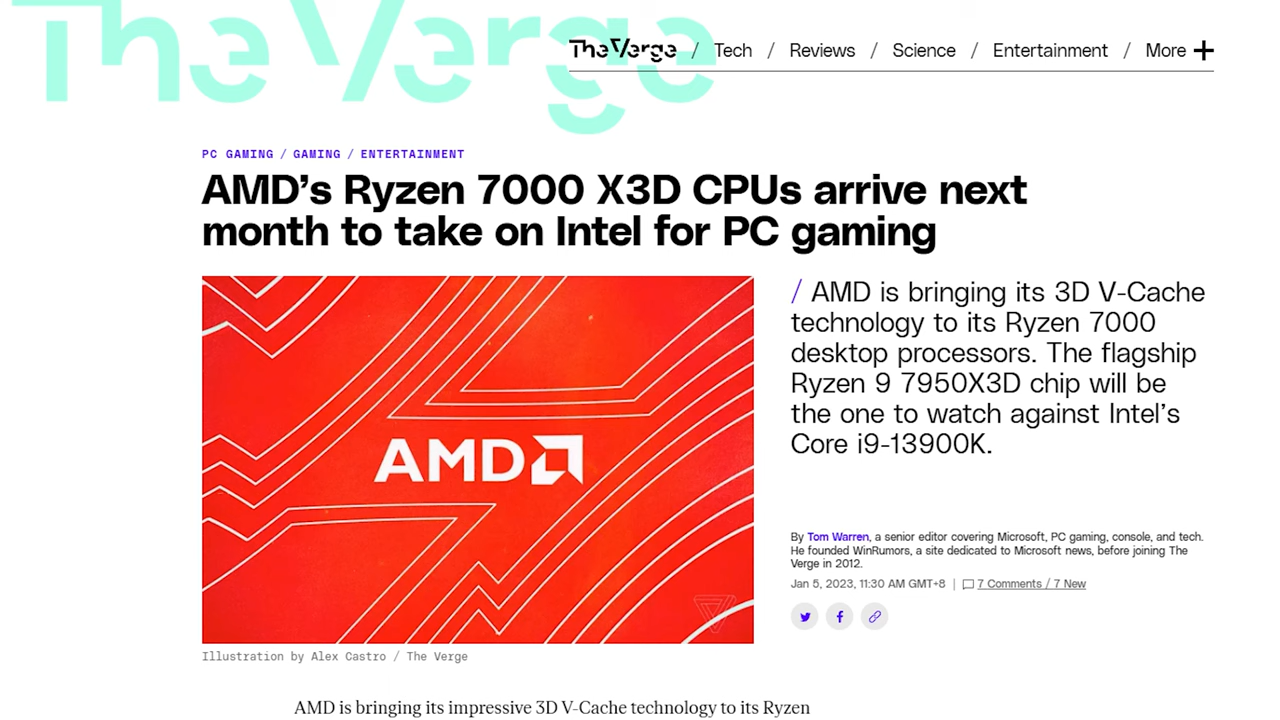 The Verge
TheVerge / Tech / Reviews / Science / Entertainment / More +
PC GAMING / GAMING / ENTERTAINMENT
AMD’s Ryzen 7000 X3D CPUs arrive next
month to take on Intel for PC gaming
AMD
/ AMD is bringing its 3D V-Cache
technology to its Ryzen 7000
desktop processors. The flagship
Ryzen 9 7950X3D chip will be
the one to watch against Intel’s
Core i9-13900K.
By Tom Warren, a senior editor covering Microsoft, PC gaming, console, and tech.
He founded WinRumors, a site dedicated to Microsoft news, before joining The
Verge in 2012.
Jan 5, 2023, 11:30 AM GMT+8 | 7 Comments / 7 New
Illustration by Alex Castro / The Verge
AMD is bringing its impressive 3D V-Cache technology to its Ryzen